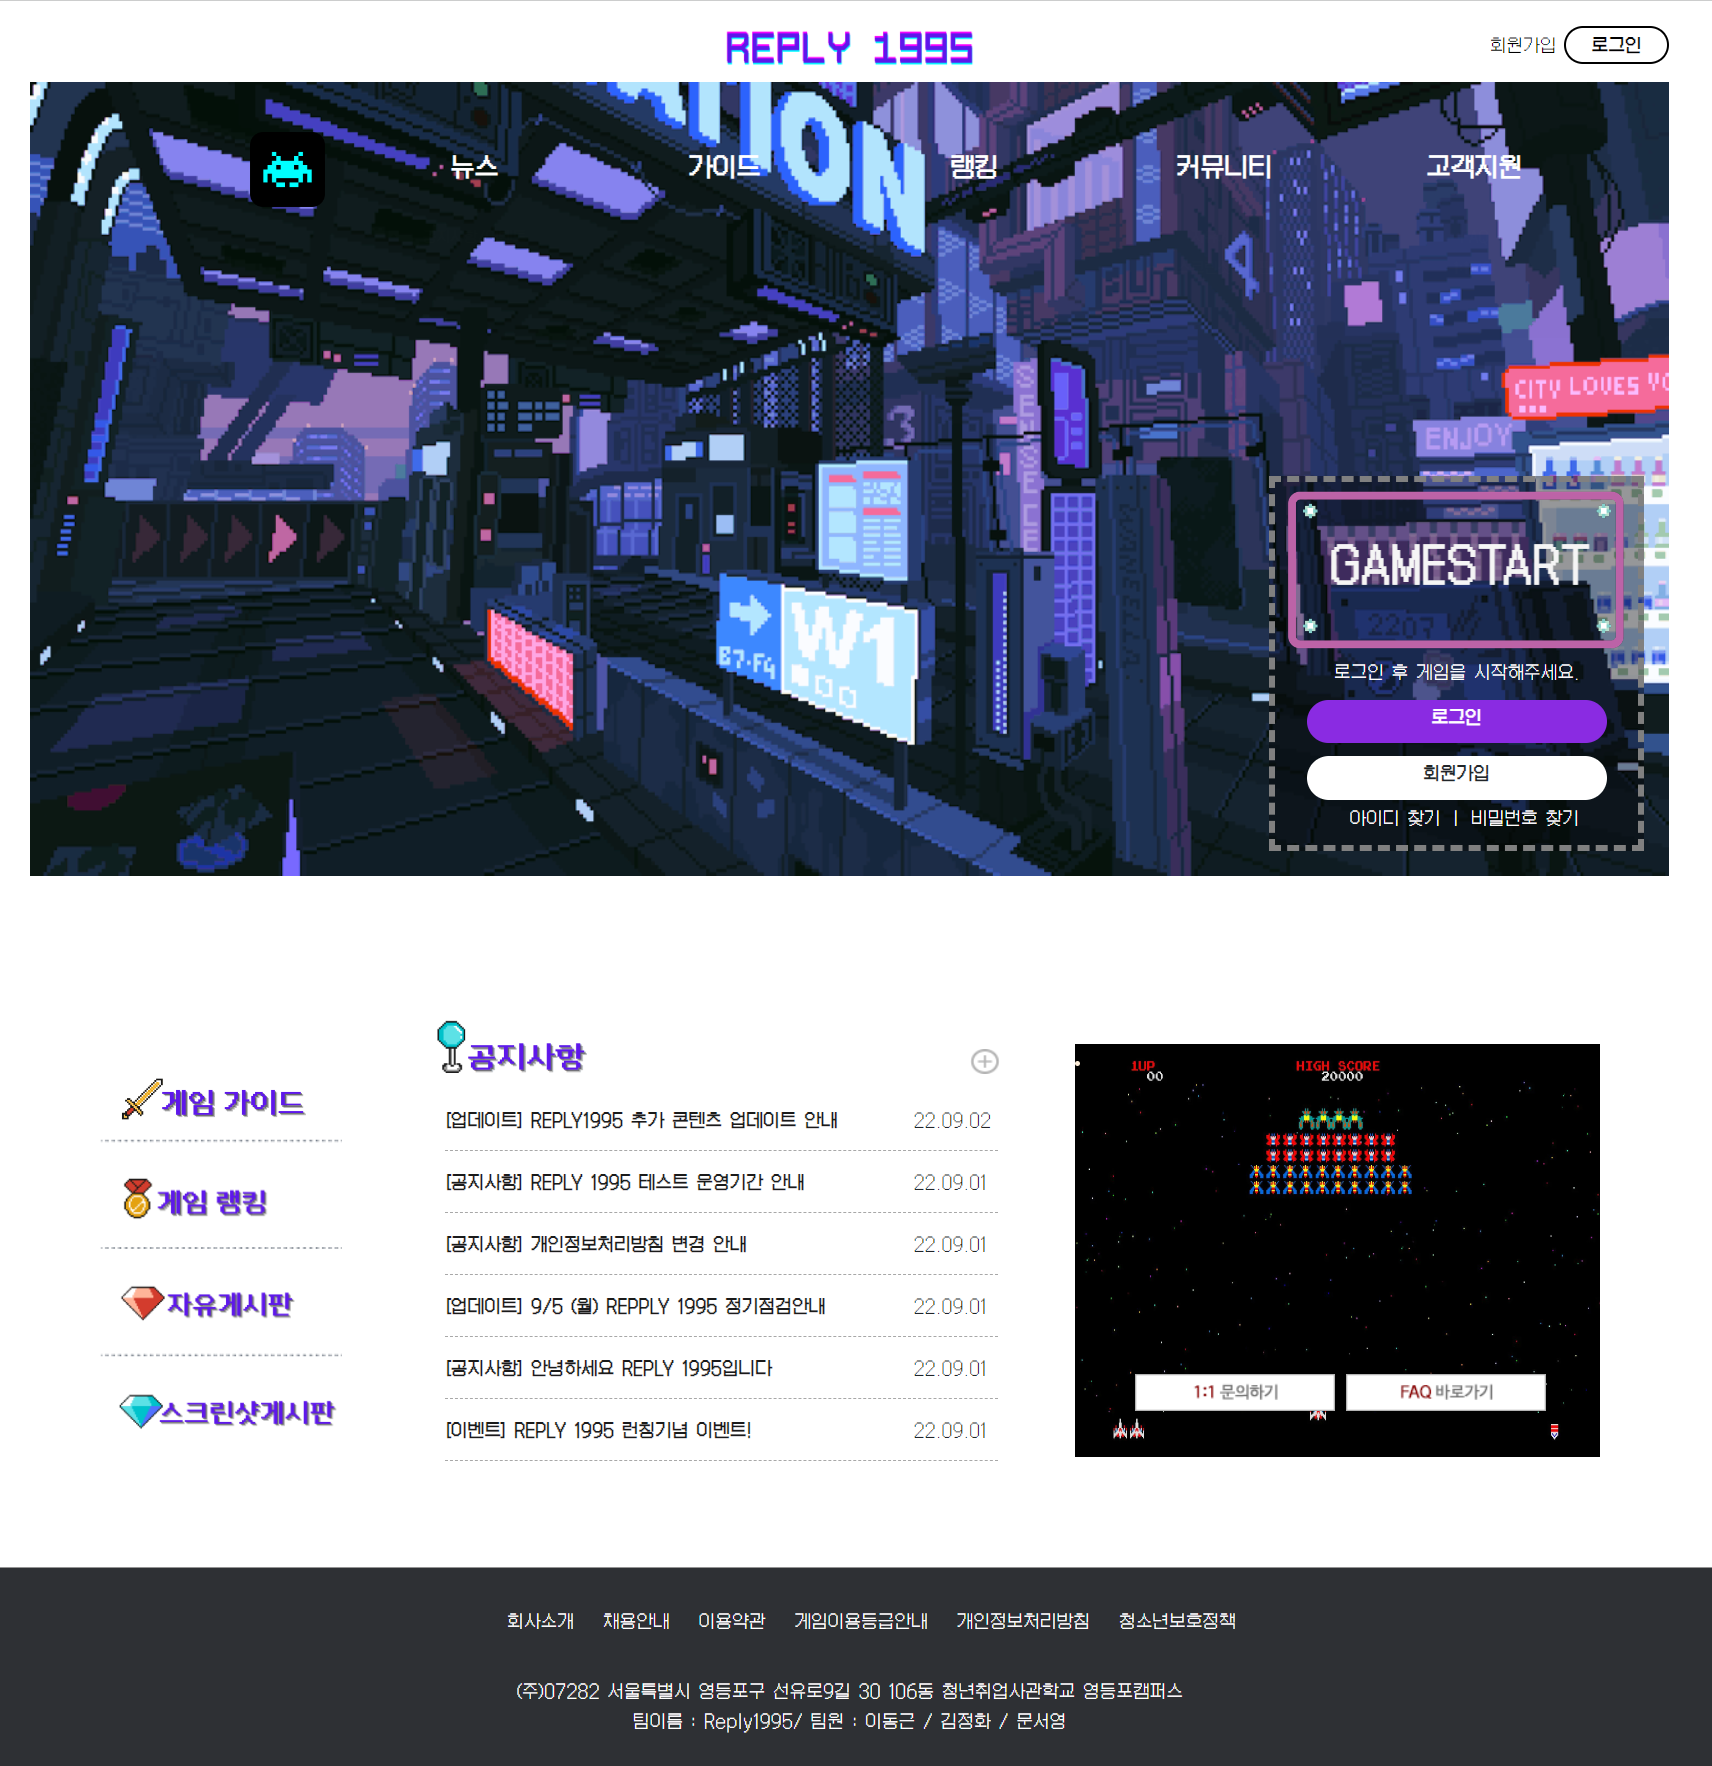 REPLY 1995
회원가입 로그인
뉴스 가이드 랭킹 커뮤니티 고객지원
CITY LOVES YO
ENJOY
SENSELCE
W1
B7·F4
GAMESTART
2207
로그인 후 게임을 시작해주세요.
로그인
회원가입
아이디 찾기 | 비밀번호 찾기
게임 가이드
게임 랭킹
자유게시판
스크린샷게시판
공지사항
[업데이트] REPLY1995 추가 콘텐츠 업데이트 안내 22.09.02
[공지사항] REPLY 1995 테스트 운영기간 안내 22.09.01
[공지사항] 개인정보처리방침 변경 안내 22.09.01
[업데이트] 9/5 (월) REPPLY 1995 정기점검안내 22.09.01
[공지사항] 안녕하세요 REPLY 1995입니다 22.09.01
[이벤트] REPLY 1995 런칭기념 이벤트! 22.09.01
1UP HIGH SCORE
00 20000
1:1 문의하기 FAQ 바로가기
회사소개 채용안내 이용약관 게임이용등급안내 개인정보처리방침 청소년보호정책
(주)07282 서울특별시 영등포구 선유로9길 30 106동 청년취업사관학교 영등포캠퍼스
팀이름 : Reply1995/ 팀원 : 이동근 / 김정화 / 문서영